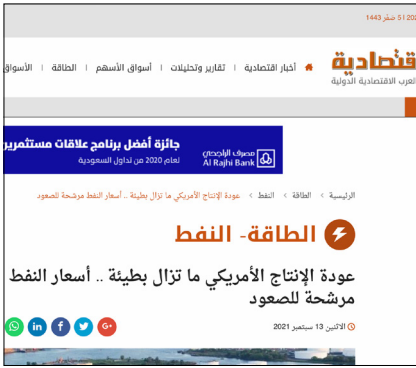 5 صفر 1443
قتصادية
أخبار اقتصادية | تقارير وتحليلات | أسواق الأسهم | الطاقة | الأسواق
لعرب الاقتصادية الدولية
جائزة أفضل برنامج علاقات مستثمرين
لعام 2020 من تداول السعودية
مصرف الراجحي
Al Rajhi Bank
الرئيسية > الطاقة > النفط > عودة الإنتاج الأمريكي ما تزال بطيئة .. أسعار النفط مرشحة للصعود
الطاقة- النفط
عودة الإنتاج الأمريكي ما تزال بطيئة .. أسعار النفط
مرشحة للصعود
الاثنين 13 سبتمبر 2021